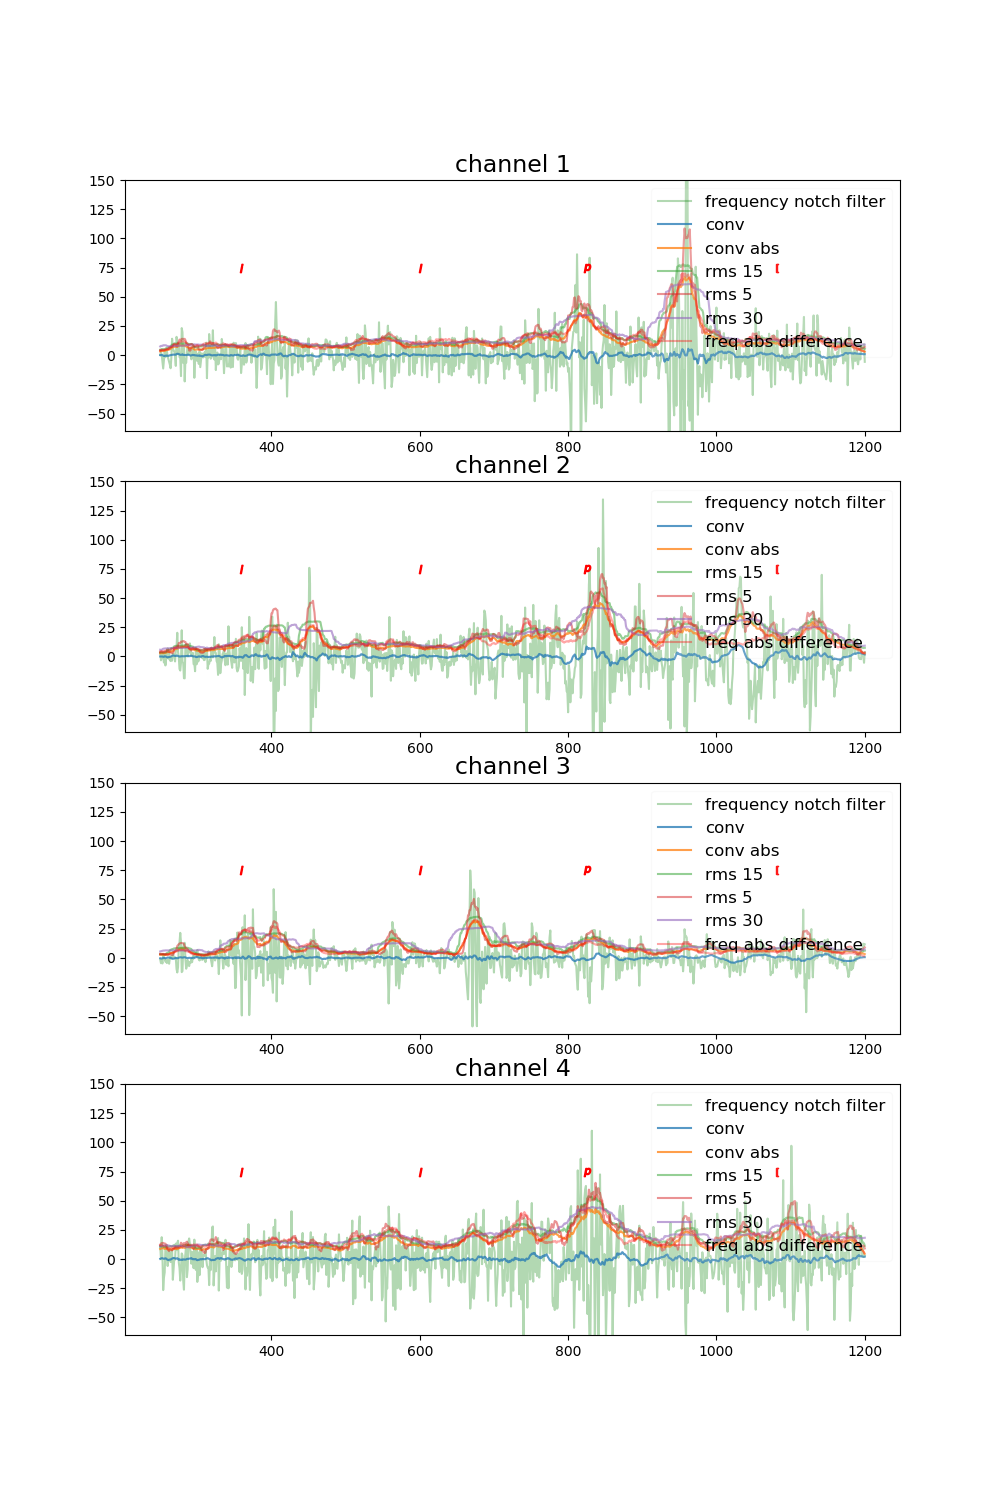 channel 1
150
125
100
75
50
25
0
−25
−50
frequency notch filter
conv
conv abs
rms 15
rms 5
rms 30
freq abs difference
l l p [
400 600 800 1000 1200
channel 2
150
125
100
75
50
25
0
−25
−50
frequency notch filter
conv
conv abs
rms 15
rms 5
rms 30
freq abs difference
l l p [
400 600 800 1000 1200
channel 3
150
125
100
75
50
25
0
−25
−50
frequency notch filter
conv
conv abs
rms 15
rms 5
rms 30
freq abs difference
l l p [
400 600 800 1000 1200
channel 4
150
125
100
75
50
25
0
−25
−50
frequency notch filter
conv
conv abs
rms 15
rms 5
rms 30
freq abs difference
l l p [
400 600 800 1000 1200